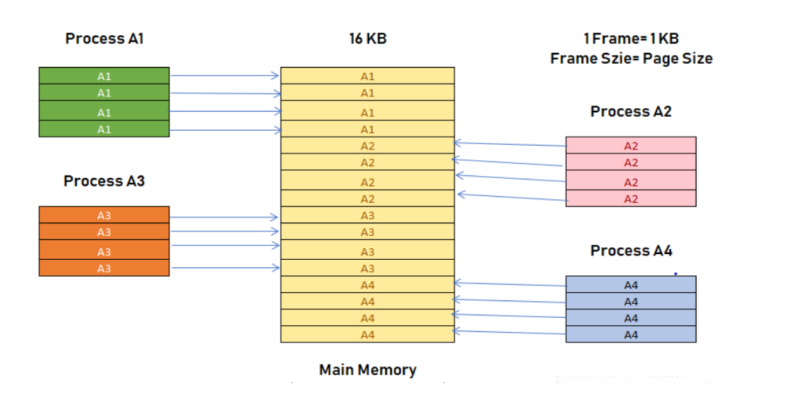 Process A1
16 KB
1 Frame= 1 KB
Frame Szie= Page Size
A1
A1
A1
A1
Process A3
A3
A3
A3
A3
A1
A1
A1
A1
A2
A2
A2
A2
A3
A3
A3
A3
A4
A4
A4
A4
Main Memory
Process A2
A2
A2
A2
A2
Process A4
A4
A4
A4
A4